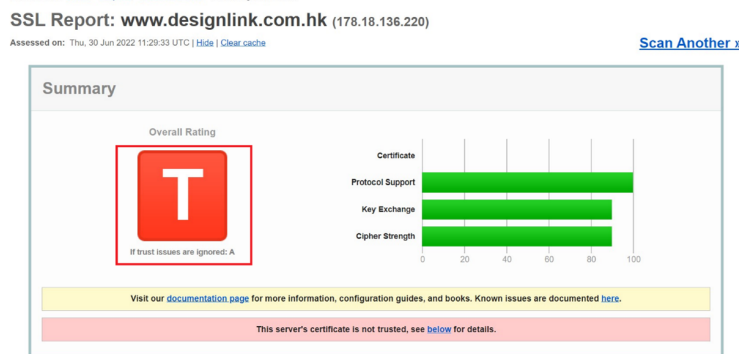 SSL Report: www.designlink.com.hk (178.18.136.220)
Assessed on: Thu, 30 Jun 2022 11:29:33 UTC | Hide | Clear cache
Scan Another »
Summary
Overall Rating
T
If trust issues are ignored: A
Certificate
Protocol Support
Key Exchange
Cipher Strength
0 20 40 60 80 100
Visit our documentation page for more information, configuration guides, and books. Known issues are documented here.
This server's certificate is not trusted, see below for details.